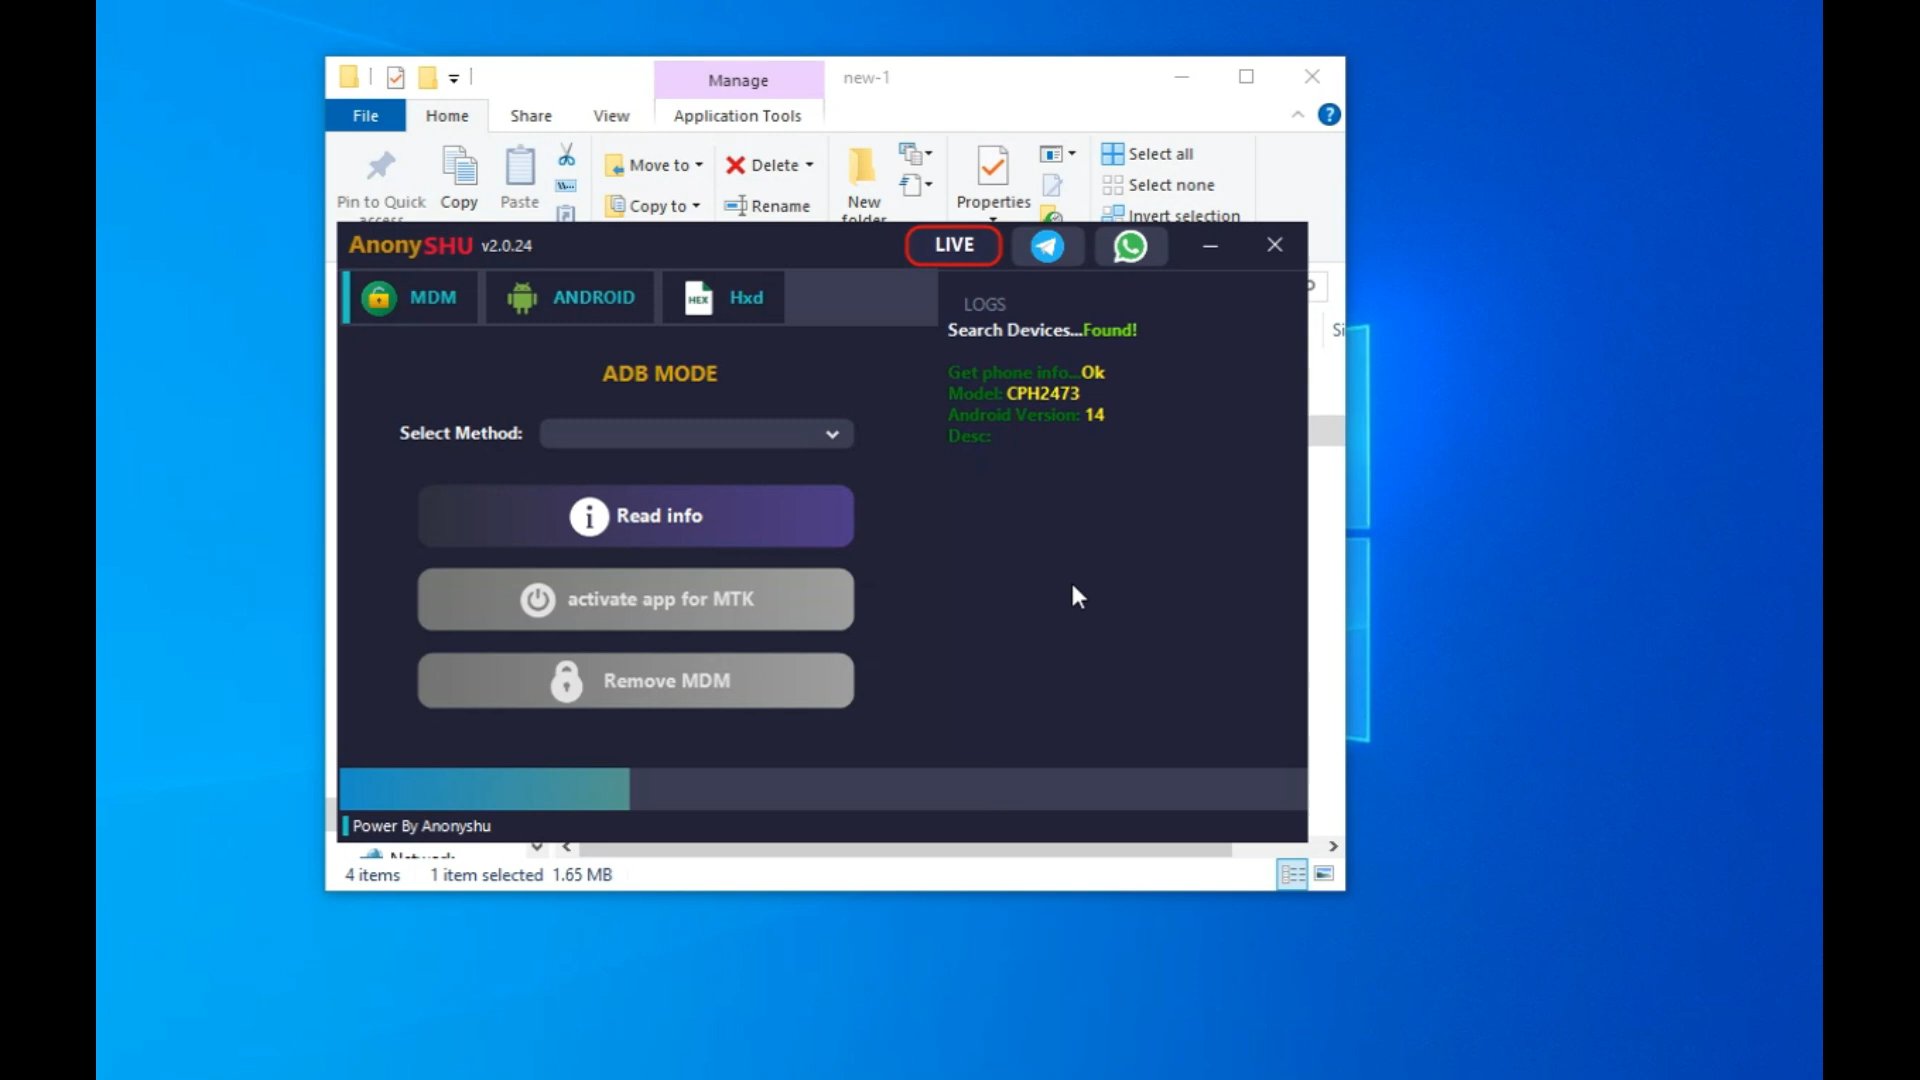 Manage
new-1
File
Home
Share
View
Application Tools
Pin to Quick
Copy
Paste
Move to
Copy to
Delete
Rename
New
folder
Properties
Select all
Select none
Invert selection
AnonySHU v2.0.24
LIVE
MDM
ANDROID
HEX
Hxd
LOGS
Search Devices...Found!
Get phone info...Ok
Model: CPH2473
Android Version: 14
Desc:
ADB MODE
Select Method:
Read info
activate app for MTK
Remove MDM
Power By Anonyshu
4 items
1 item selected 1.65 MB